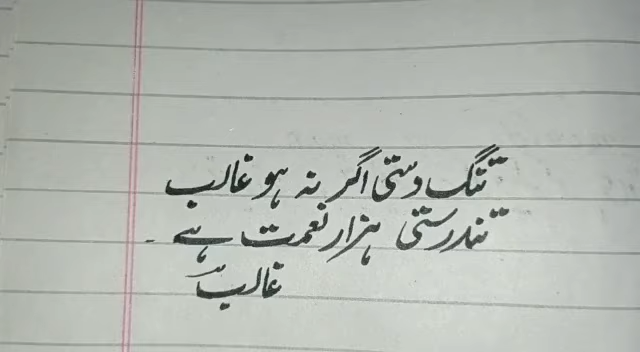 تنگ دستی اگر نہ ہو غالب
تندرستی ہزار نعمت ہے ۔
غالبؔ